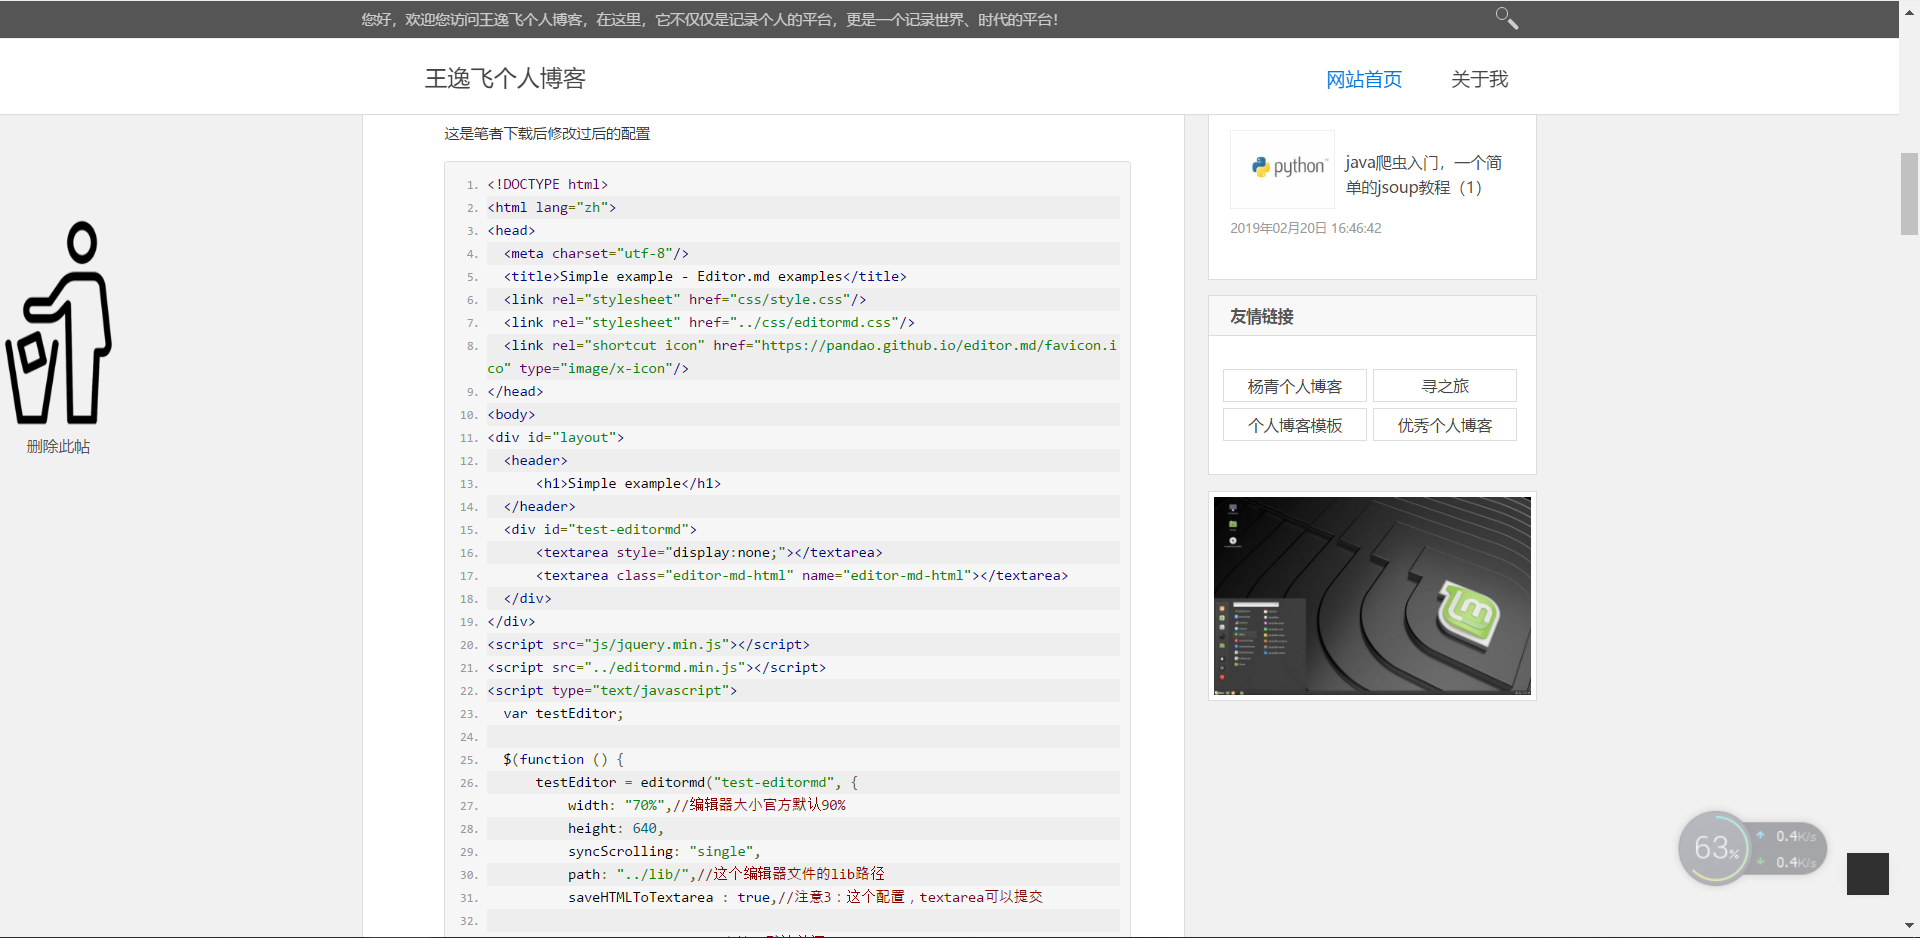 您好，欢迎您访问王逸飞个人博客，在这里，它不仅仅是记录个人的平台，更是一个记录世界、时代的平台！
王逸飞个人博客
网站首页
关于我
删除此帖
这是笔者下载后修改过后的配置
1. <!DOCTYPE html>
2. <html lang="zh">
3. <head>
4. <meta charset="utf-8"/>
5. <title>Simple example - Editor.md examples</title>
6. <link rel="stylesheet" href="css/style.css"/>
7. <link rel="stylesheet" href="../css/editormd.css"/>
8. <link rel="shortcut icon" href="https://pandao.github.io/editor.md/favicon.i
co" type="image/x-icon"/>
9. </head>
10. <body>
11. <div id="layout">
12. <header>
13. <h1>Simple example</h1>
14. </header>
15. <div id="test-editormd">
16. <textarea style="display:none;"></textarea>
17. <textarea class="editor-md-html" name="editor-md-html"></textarea>
18. </div>
19. </div>
20. <script src="js/jquery.min.js"></script>
21. <script src="../editormd.min.js"></script>
22. <script type="text/javascript">
23. var testEditor;
24.
25. $(function () {
26. testEditor = editormd("test-editormd", {
27. width: "70%",//编辑器大小官方默认90%
28. height: 640,
29. syncScrolling: "single",
30. path: "../lib/",//这个编辑器文件的lib路径
31. saveHTMLToTextarea : true,//注意3：这个配置，textarea可以提交
32.
python
java爬虫入门，一个简
单的jsoup教程（1）
2019年02月20日 16:46:42
友情链接
杨青个人博客
寻之旅
个人博客模板
优秀个人博客
63%
0.4K/s
0.4K/s